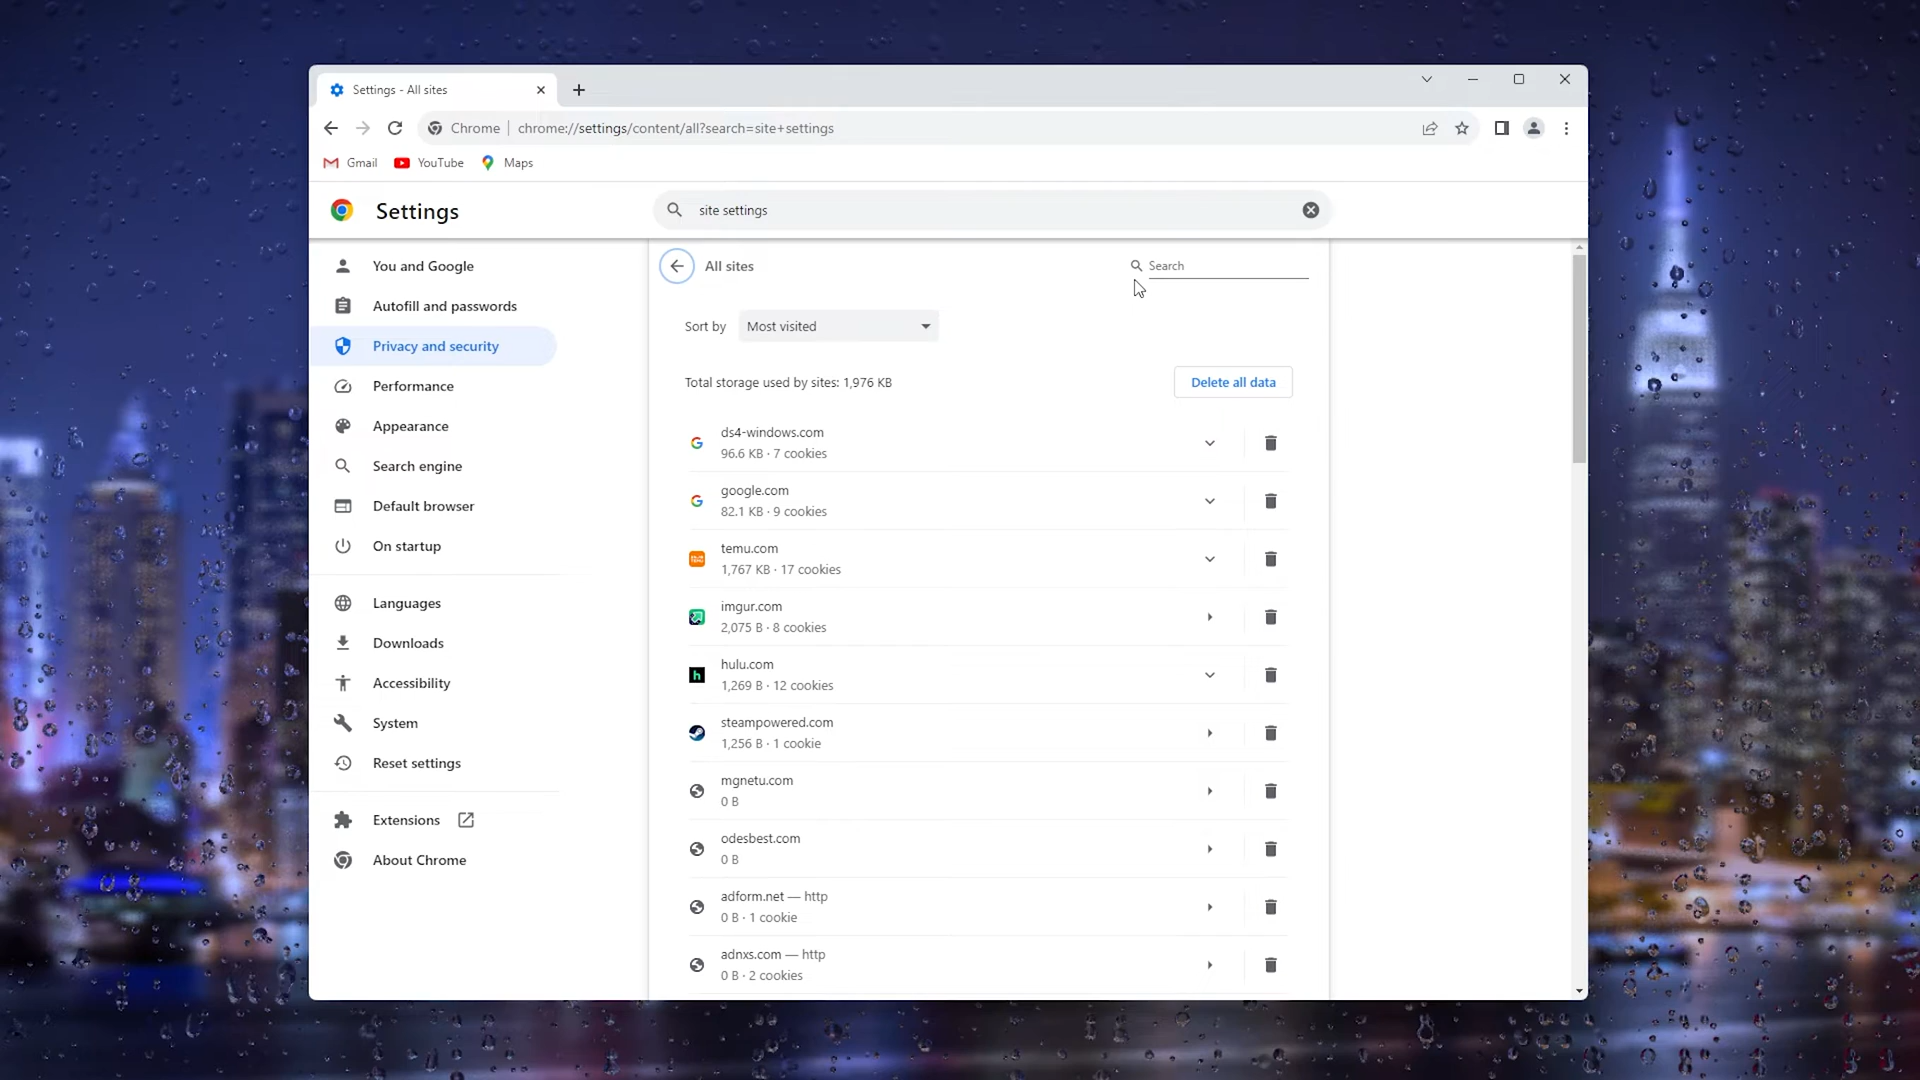 Settings - All sites
Chrome
chrome://settings/content/all?search=site+settings
Gmail
YouTube
Maps
Settings
site settings
You and Google
Autofill and passwords
Privacy and security
Performance
Appearance
Search engine
Default browser
On startup
Languages
Downloads
Accessibility
System
Reset settings
Extensions
About Chrome
All sites
Search
Sort by
Most visited
Total storage used by sites: 1,976 KB
Delete all data
ds4-windows.com
96.6 KB · 7 cookies
google.com
82.1 KB · 9 cookies
temu.com
1,767 KB · 17 cookies
imgur.com
2,075 B · 8 cookies
hulu.com
1,269 B · 12 cookies
steampowered.com
1,256 B · 1 cookie
mgnetu.com
0 B
odesbest.com
0 B
adform.net — http
0 B · 1 cookie
adnxs.com — http
0 B · 2 cookies